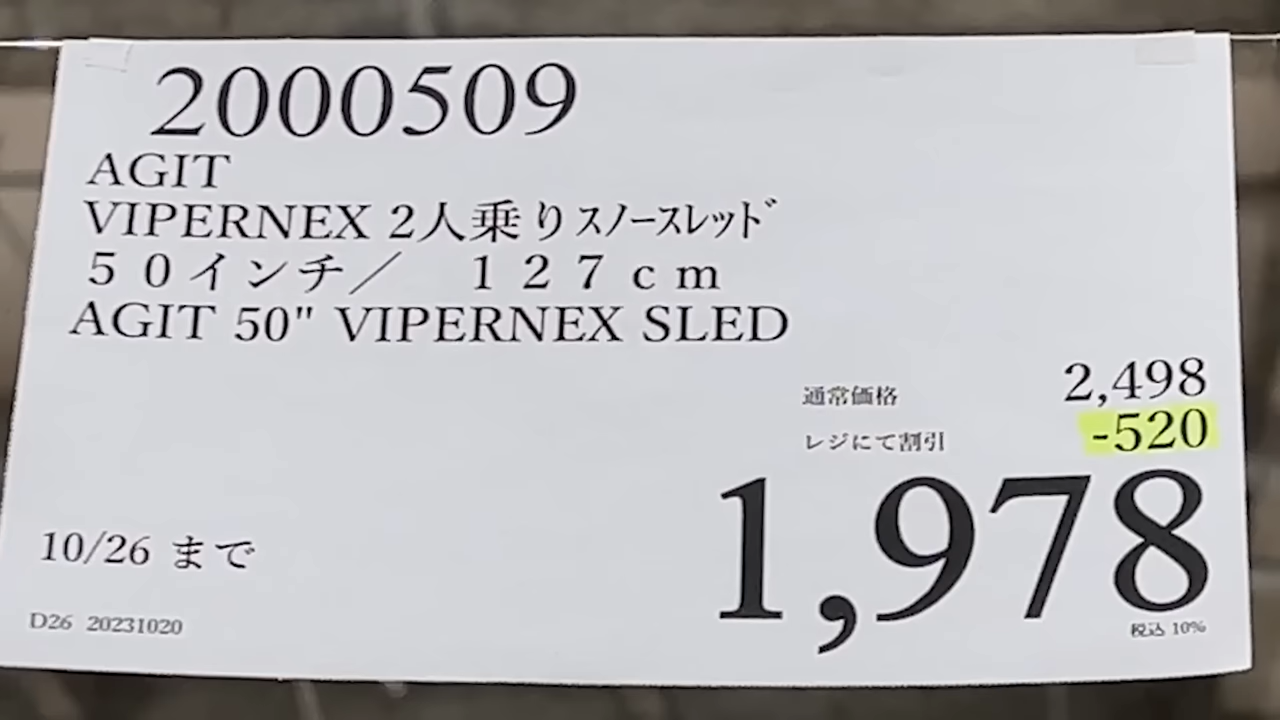 2000509
AGIT
VIPERNEX 2人乗りｽﾉｰｽﾚｯﾄﾞ
５０インチ／　１２７ｃｍ
AGIT 50" VIPERNEX SLED
通常価格 2,498
レジにて割引 -520
1,978
税込 10%
10/26 まで
D26 20231020